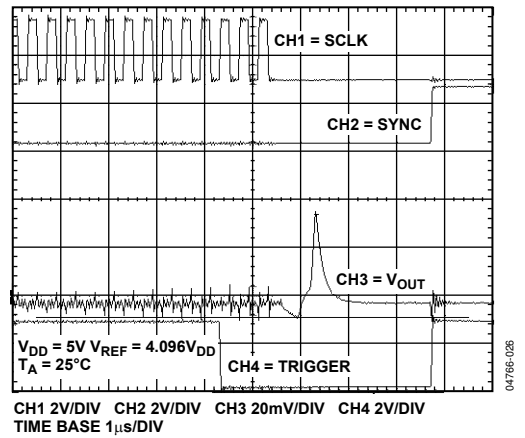 CH1 = SCLK
CH2 = SYNC
CH3 = VOUT
VDD = 5V VREF = 4.096VDD
TA = 25°C
CH4 = TRIGGER
CH1 2V/DIV CH2 2V/DIV CH3 20mV/DIV CH4 2V/DIV
TIME BASE 1μs/DIV
04766-026